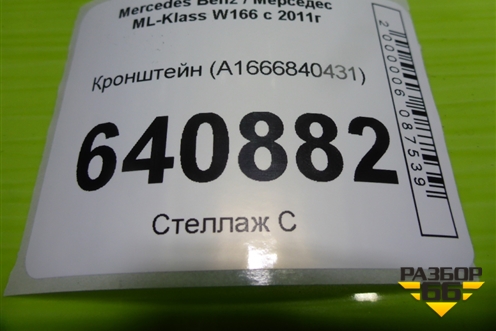 Mercedes Benz / Мерседес
ML-Klass W166 с 2011г
Кронштейн (A1666840431)
640882
Стеллаж С
2000006087539
РАЗБОР
66